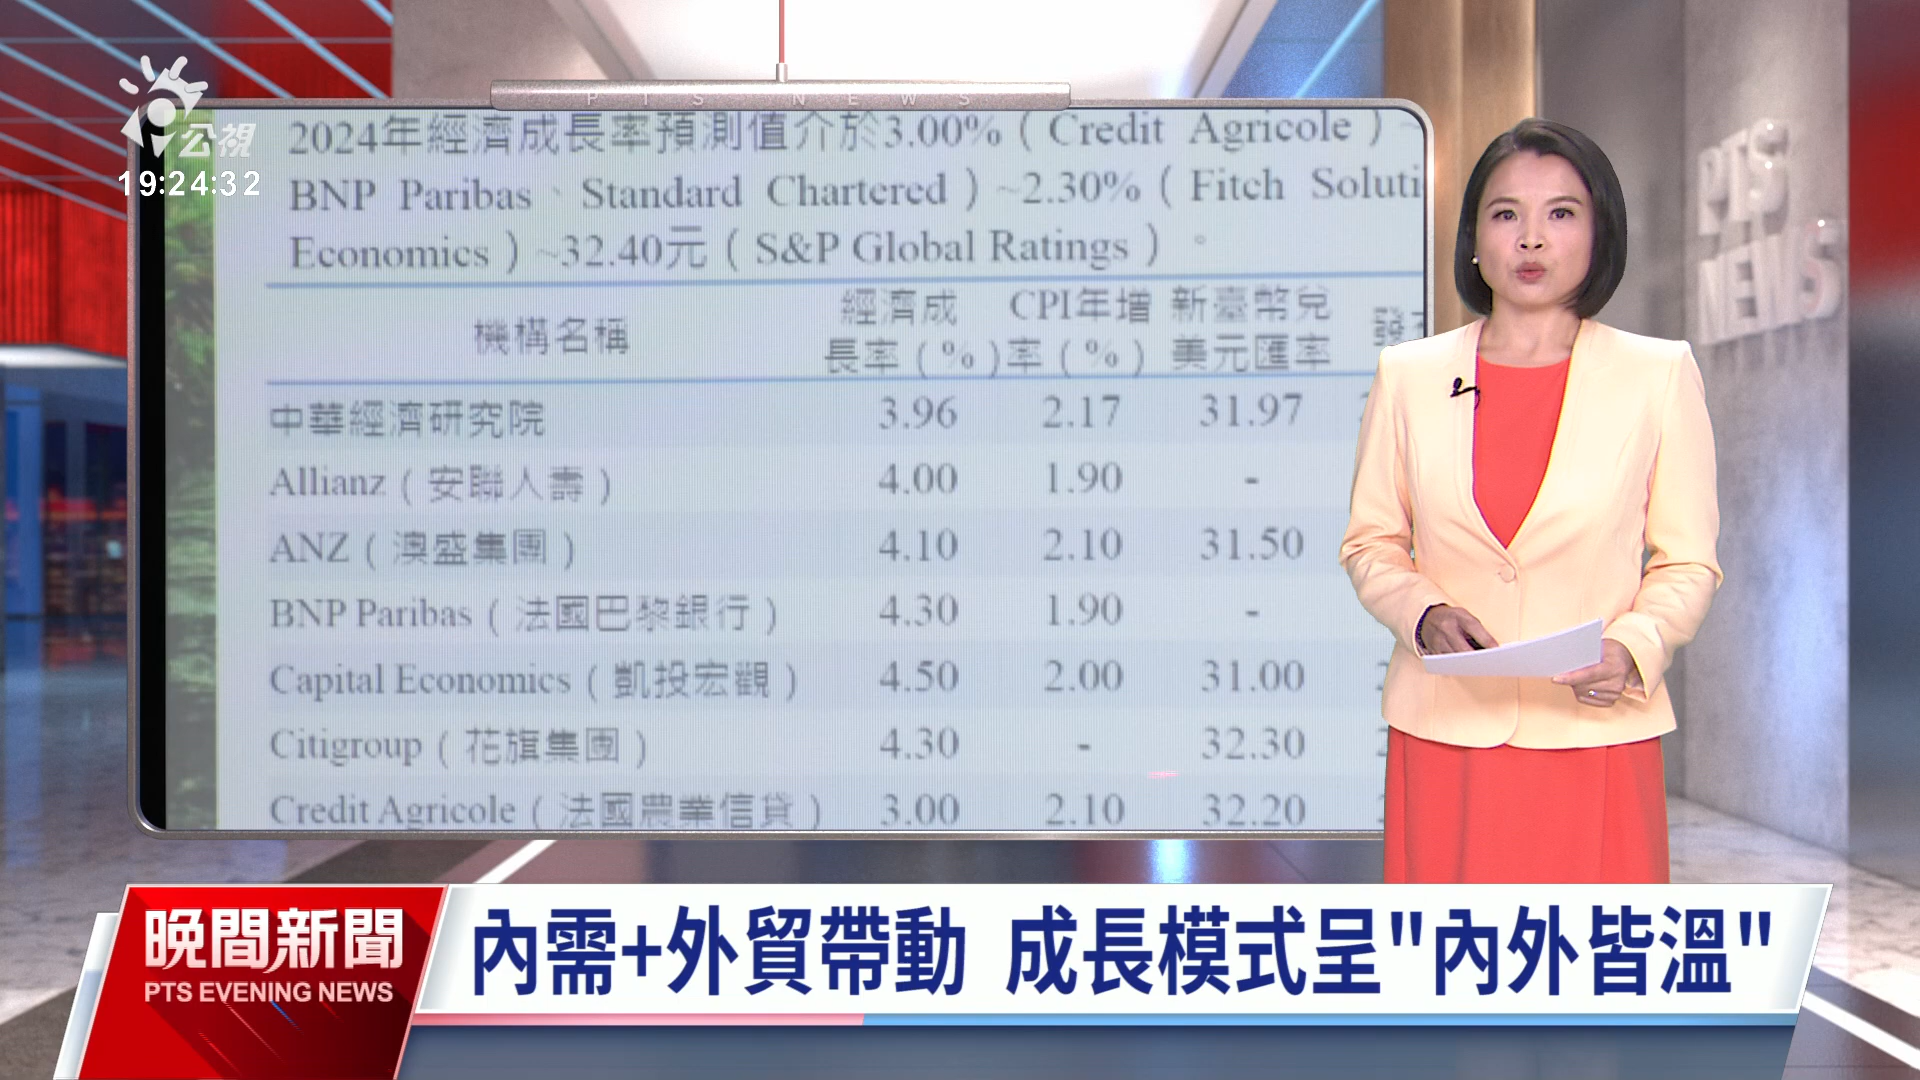 公視
19:24:32
PTS NEWS
2024年經濟成長率預測值介於3.00%（Credit Agricole）~
BNP Paribas、Standard Chartered）~2.30%（Fitch Soluti
Economics）~32.40元（S&P Global Ratings）。
機構名稱 經濟成長率（%） CPI年增率（%） 新臺幣兌美元匯率 發
中華經濟研究院 3.96 2.17 31.97
Allianz（安聯人壽） 4.00 1.90 -
ANZ（澳盛集團） 4.10 2.10 31.50
BNP Paribas（法國巴黎銀行） 4.30 1.90 -
Capital Economics（凱投宏觀） 4.50 2.00 31.00
Citigroup（花旗集團） 4.30 - 32.30
Credit Agricole（法國農業信貸） 3.00 2.10 32.20
PTS
NEWS
晚間新聞
PTS EVENING NEWS
內需+外貿帶動 成長模式呈"內外皆溫"